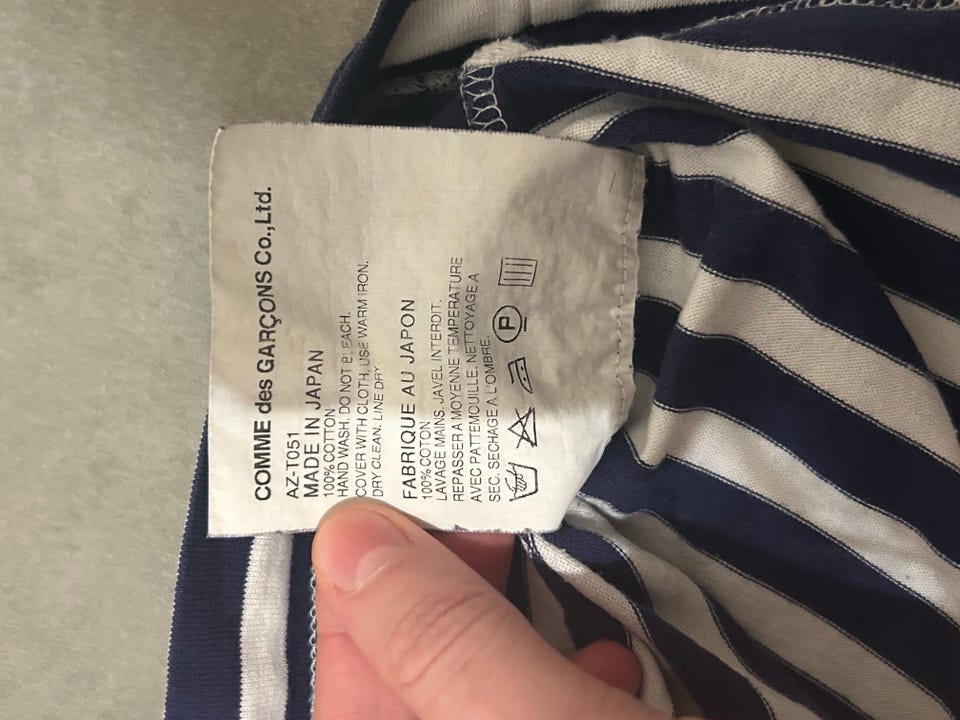 COMME des GARÇONS Co.,Ltd.
AZ-T051
MADE IN JAPAN
100% COTTON
HAND WASH. DO NOT BLEACH.
COVER WITH CLOTH, USE WARM IRON.
DRY CLEAN. LINE DRY.
FABRIQUE AU JAPON
100% COTON
LAVAGE MAINS. JAVEL INTERDIT.
REPASSER A MOYENNE TEMPERATURE
AVEC PATTEMOUILLE. NETTOYAGE A
SEC. SECHAGE A L'OMBRE.
P